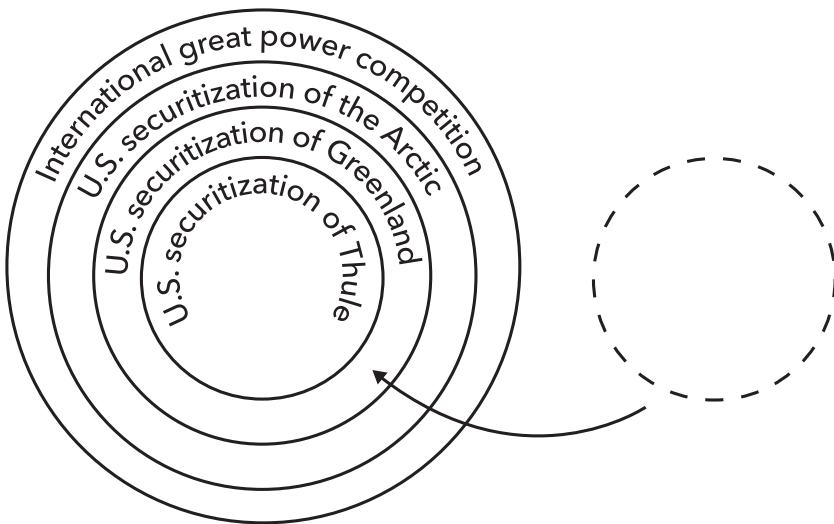 International great power competition
U.S. securitization of the Arctic
U.S. securitization of Greenland
U.S. securitization of Thule